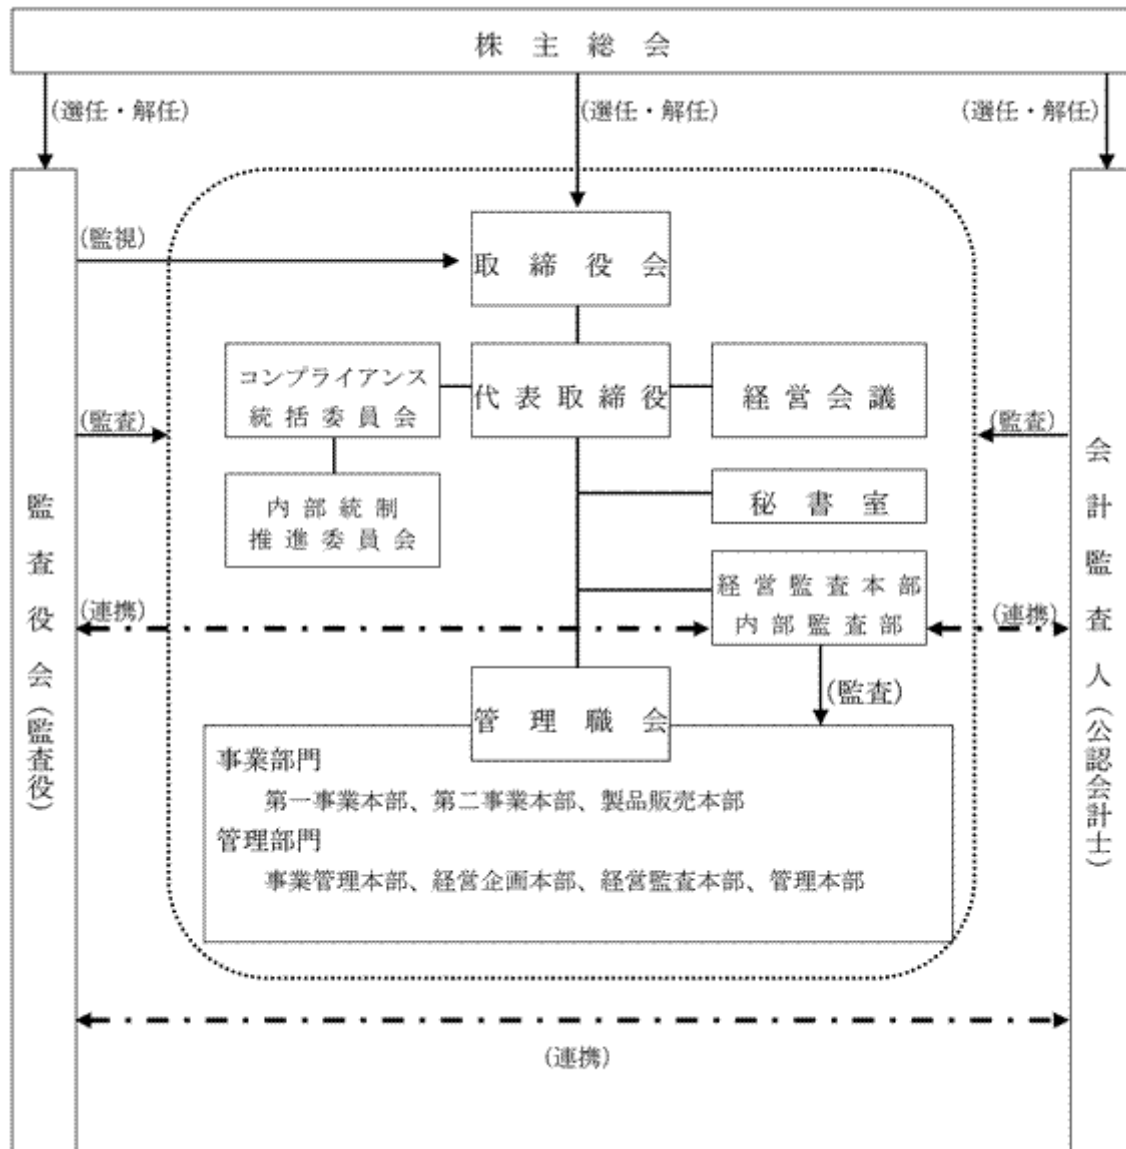 株主総会
(選任・解任)
(選任・解任)
(選任・解任)
(監視)
取締役会
コンプライアンス
統括委員会
代表取締役
経営会議
(監査)
(監査)
内部統制
推進委員会
秘書室
経営監査本部
内部監査部
(連携)
(連携)
(監査)
管理職会
事業部門
第一事業本部、第二事業本部、製品販売本部
管理部門
事業管理本部、経営企画本部、経営監査本部、管理本部
監査役会(監査役)
会計監査人(公認会計士)
(連携)